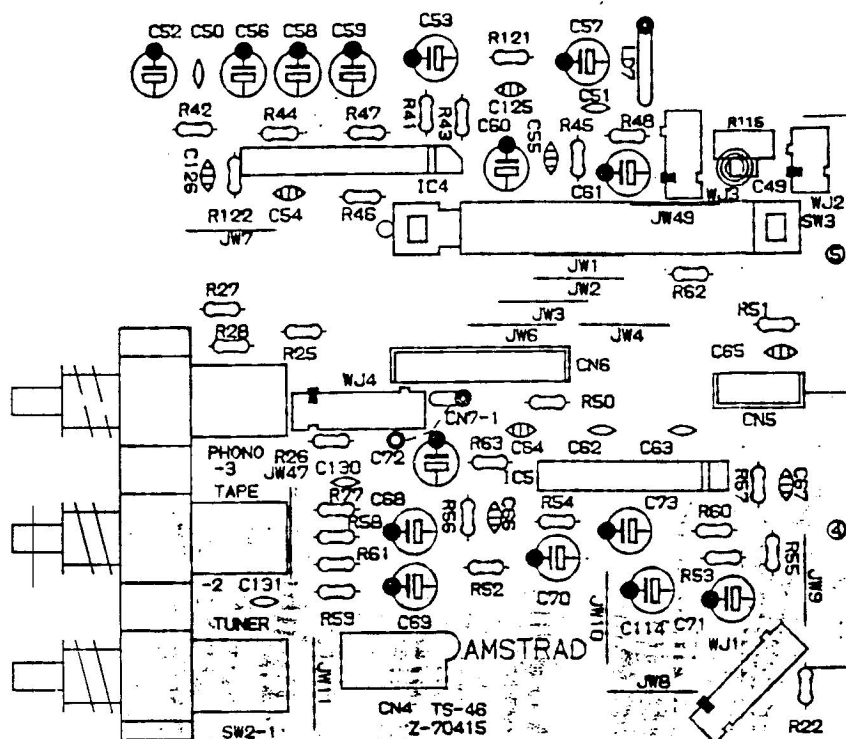 C52 C50 C56 C58 C59
C53
R121
C57
LD7
C125
C51
R42
R44
R47
R41
R43
C60
C55
R45
R48
R116
C126
IC4
C61
WJ3
C49
WJ2
R122
C54
R46
JW49
SW3
JW7
JW1
5
JW2
R62
R27
JW3
R51
R28
R25
JW6
JW4
C65
WJ4
CN6
CN7-1
R50
CN5
PHONO
-3
R26
C72
R63
C64
C62
C63
JW47
C130
IC5
R57
C67
TAPE
R77
C68
R56
C66
R54
C73
R58
R60
4
R61
R55
-2
C131
R52
R53
JW9
R59
C70
JW10
C69
C114
C71
TUNER
WJ1
AMSTRAD
JW11
JW8
CN4
TS-46
SW2-1
Z-70415
R22